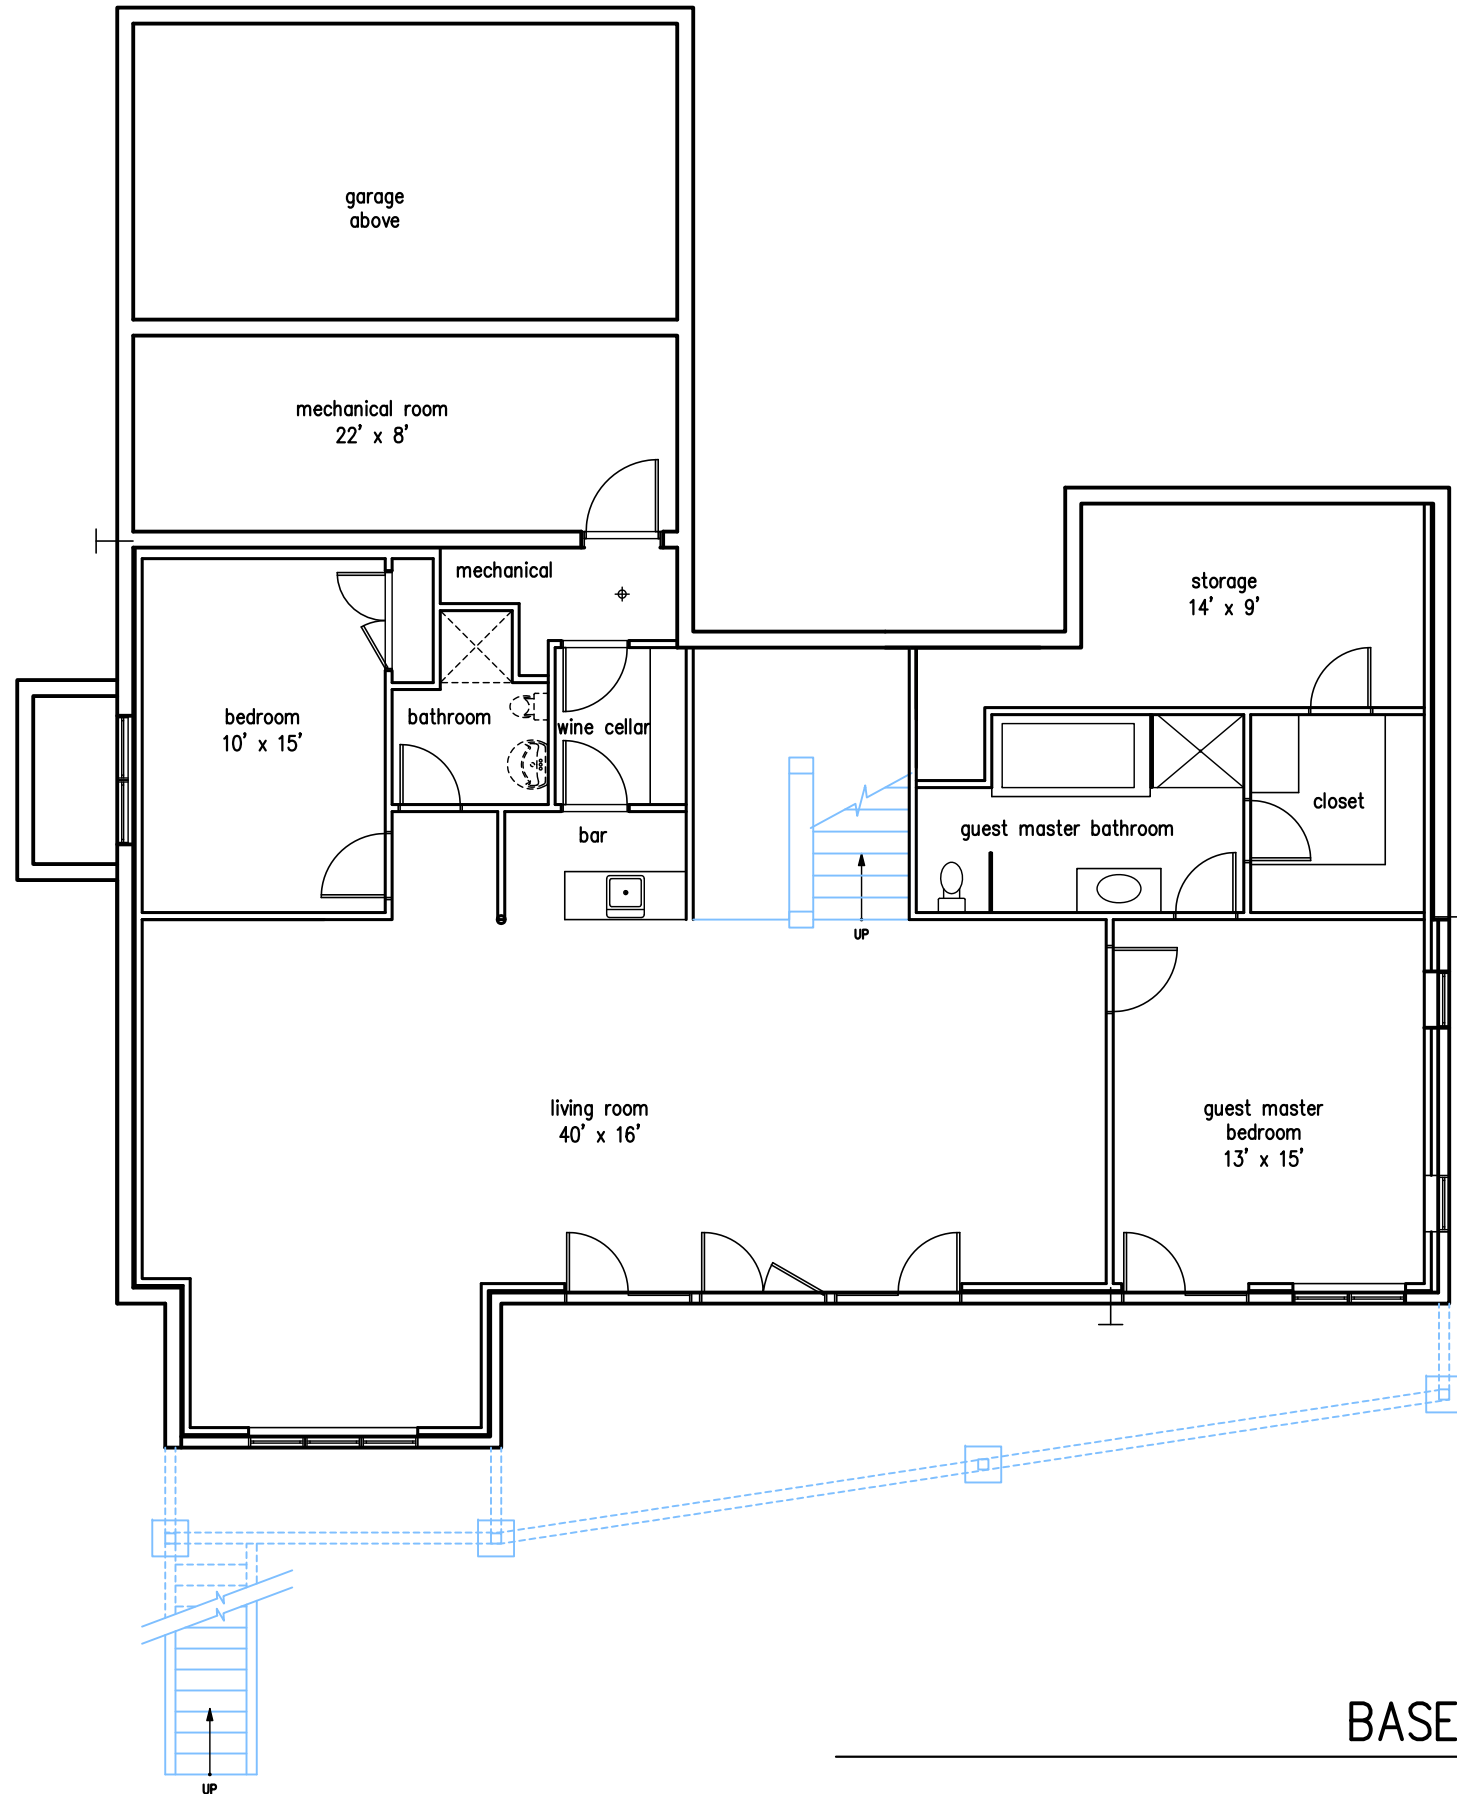 garage
above
mechanical room
22' x 8'
mechanical
storage
14' x 9'
bedroom
10' x 15'
bathroom
wine cellar
closet
bar
guest master bathroom
UP
living room
40' x 16'
guest master
bedroom
13' x 15'
BASE
UP